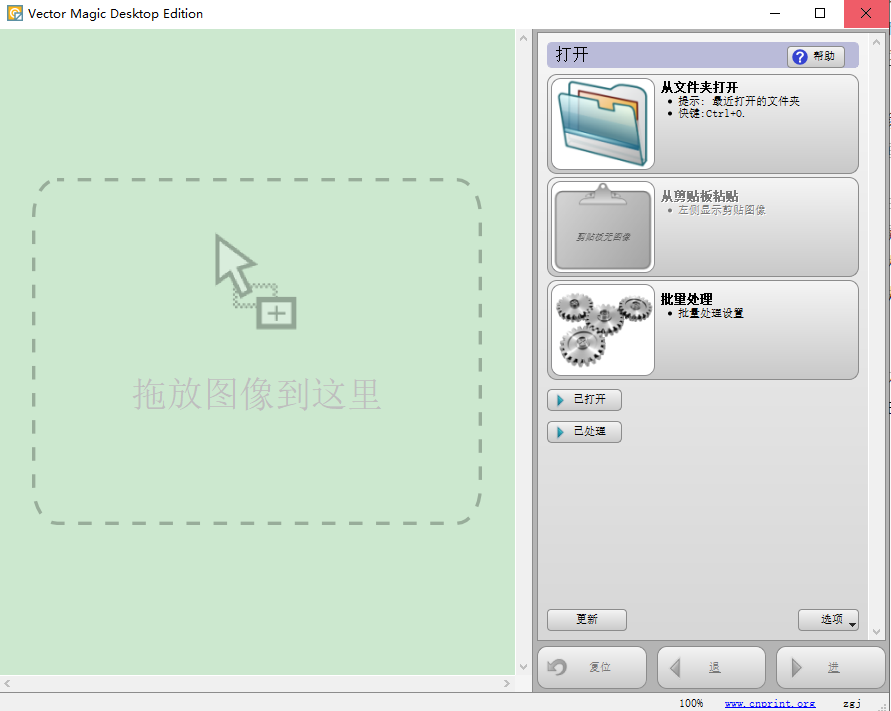 Vector Magic Desktop Edition
拖放图像到这里
打开
帮助
从文件夹打开
提示: 最近打开的文件夹
快键:Ctrl+O.
从剪贴板粘贴
左侧显示剪贴图像
剪贴板无图像
批量处理
批量处理设置
已打开
已处理
更新
选项
复位
退
进
100%
www.cnprint.org
zgj